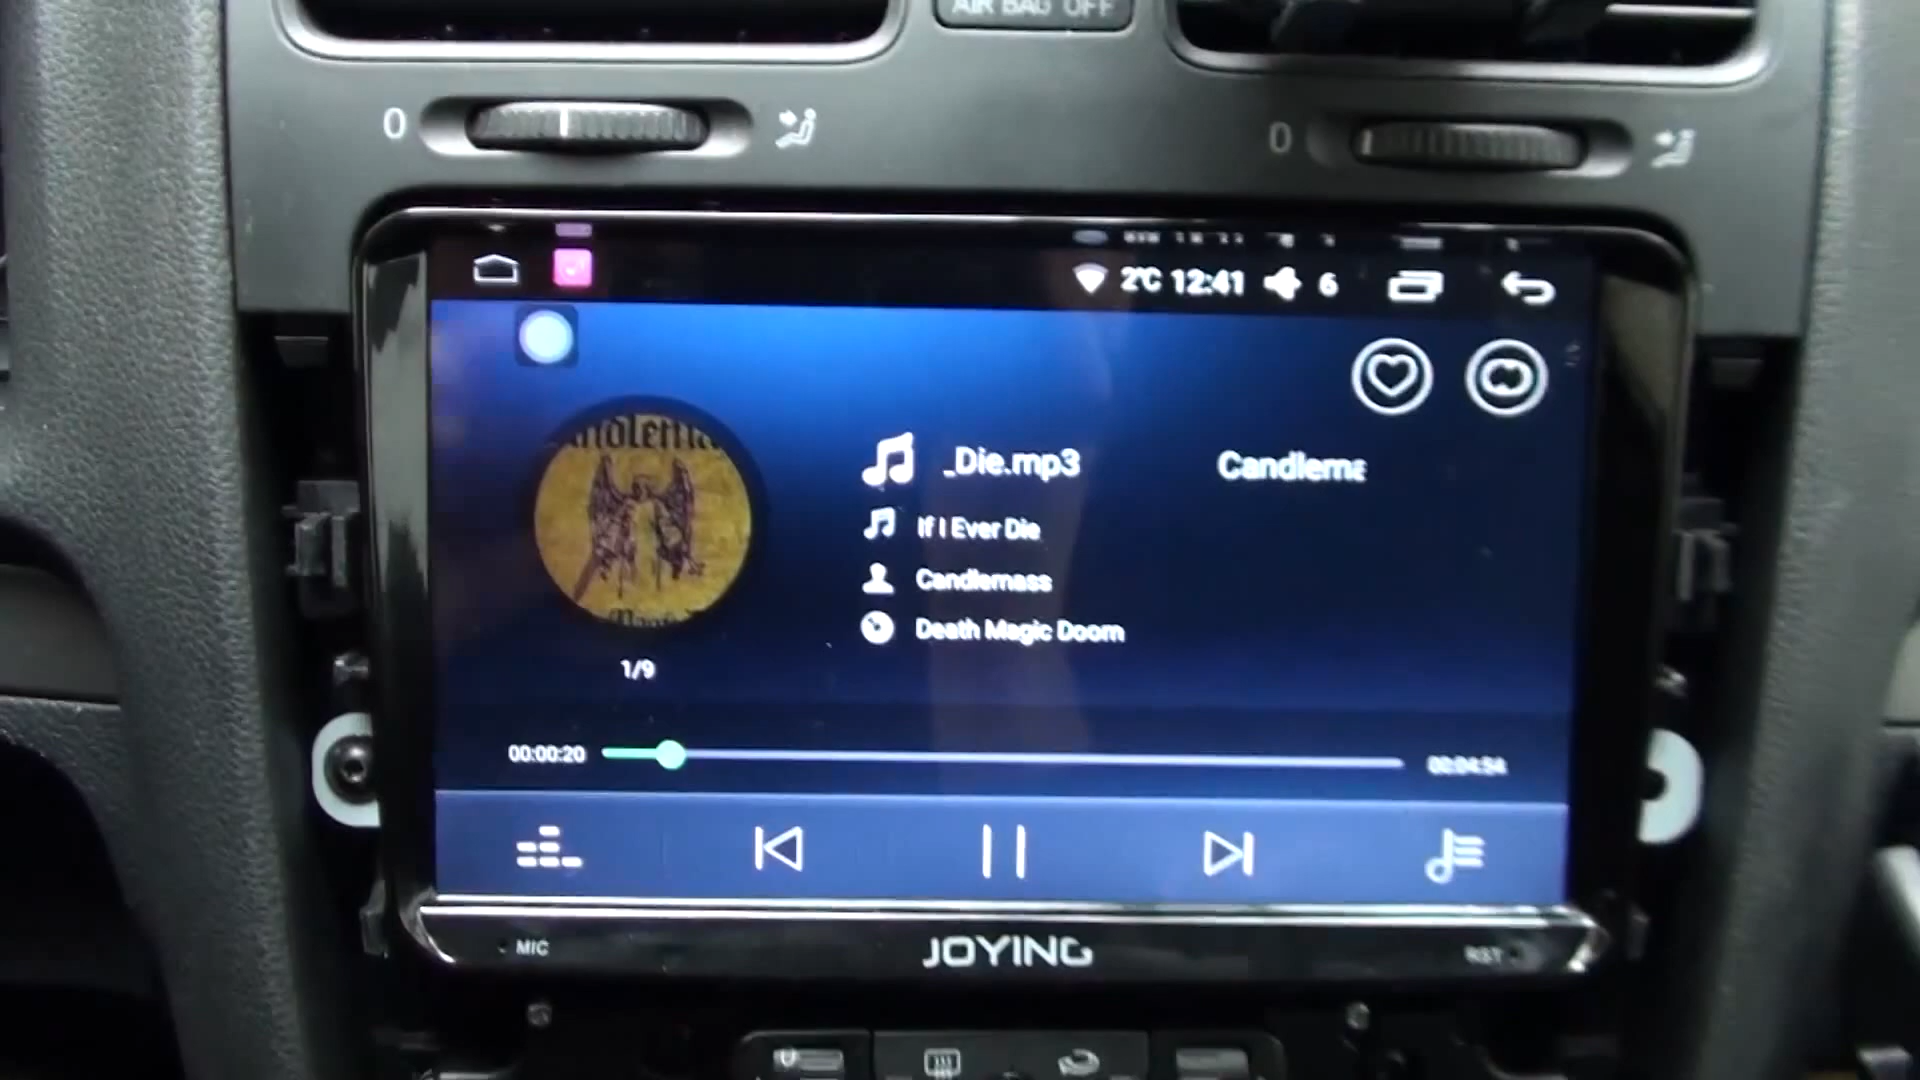 AIR BAG OFF
0
0
2°C 12:41 6
_Die.mp3 Candlema
If I Ever Die
Candlemass
Death Magic Doom
1/9
00:00:20
00:04:54
MIC
JOYING
RST